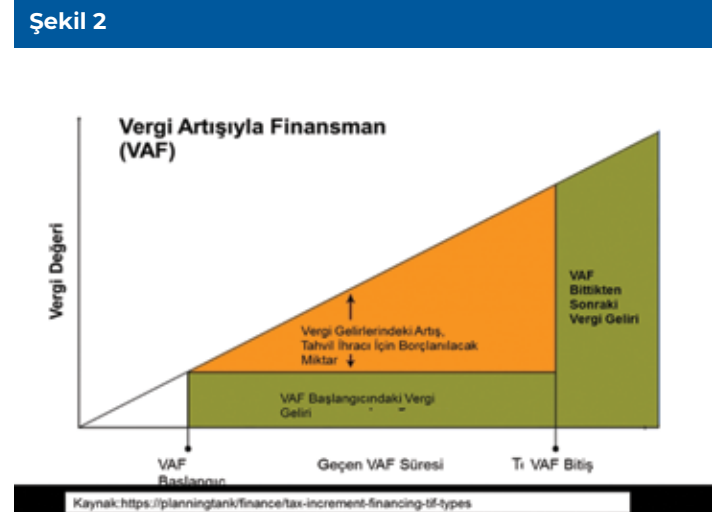 Şekil 2
Vergi Artışıyla Finansman
(VAF)
Vergi Değeri
VAF
Bittikten
Sonraki
Vergi Geliri
Vergi Gelirlerindeki Artış,
Tahvil İhracı İçin Borçlanılacak
Miktar
VAF Başlangıcındaki Vergi
Geliri
VAF
Başlangıç
Geçen VAF Süresi
VAF Bitiş
Kaynak:https://planningtank/finance/tax-increment-financing-tif-types